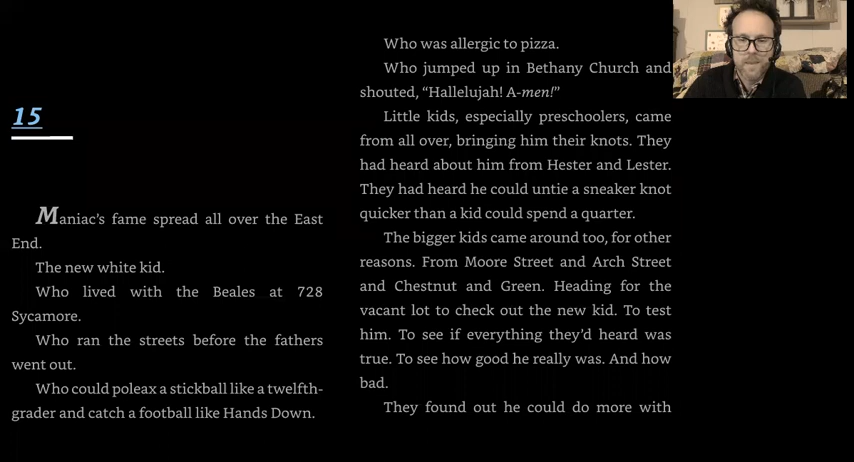 15
Maniac’s fame spread all over the East
End.
The new white kid.
Who lived with the Beales at 728
Sycamore.
Who ran the streets before the fathers
went out.
Who could poleax a stickball like a twelfth-
grader and catch a football like Hands Down.
Who was allergic to pizza.
Who jumped up in Bethany Church and
shouted, “Hallelujah! A-men!”
Little kids, especially preschoolers, came
from all over, bringing him their knots. They
had heard about him from Hester and Lester.
They had heard he could untie a sneaker knot
quicker than a kid could spend a quarter.
The bigger kids came around too, for other
reasons. From Moore Street and Arch Street
and Chestnut and Green. Heading for the
vacant lot to check out the new kid. To test
him. To see if everything they’d heard was
true. To see how good he really was. And how
bad.
They found out he could do more with